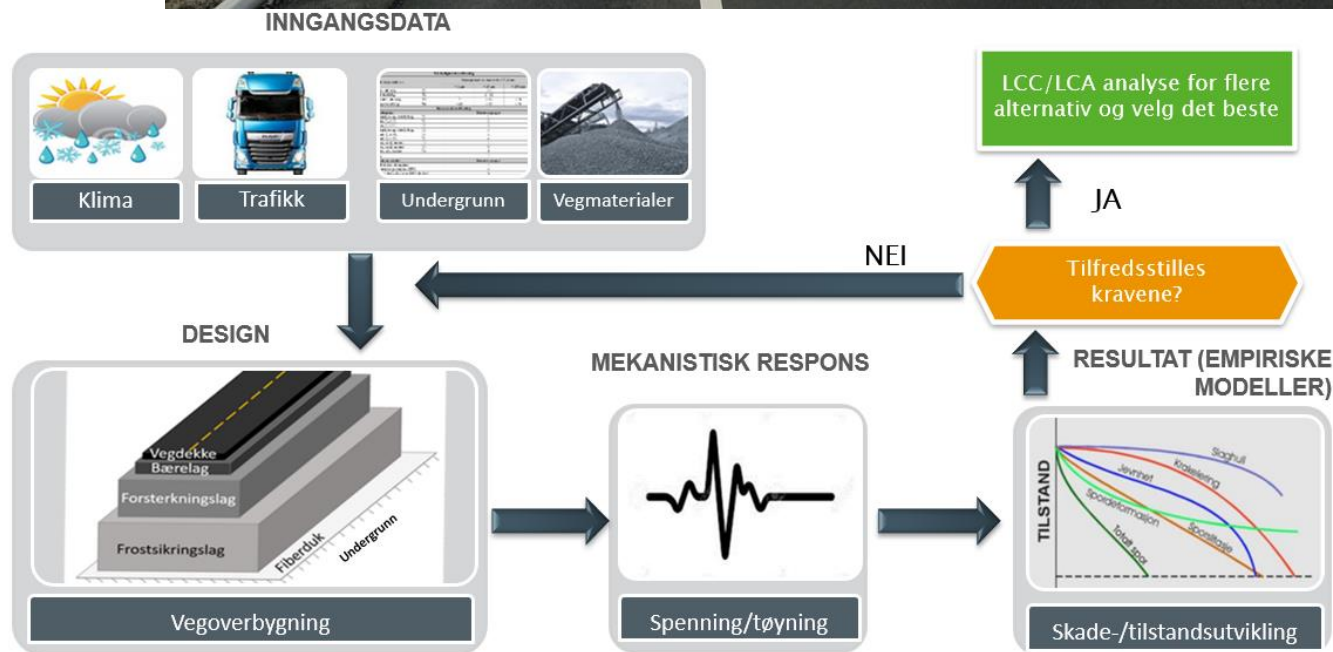 INNGANGSDATA
Klima
Trafikk
Undergrunn
Vegmaterialer
LCC/LCA analyse for flere
alternativ og velg det beste
JA
NEI
Tilfredsstilles
kravene?
DESIGN
Vegdekke
Bærelag
Forsterkningslag
Frostsikringslag
Fiberduk
Undergrunn
Vegoverbygning
MEKANISTISK RESPONS
Spenning/tøyning
RESULTAT (EMPIRISKE
MODELLER)
TILSTAND
Slaghull
Krakelering
Jevnhet
Spordeformasjon
Sporslitasje
Totalt spor
Skade-/tilstandsutvikling